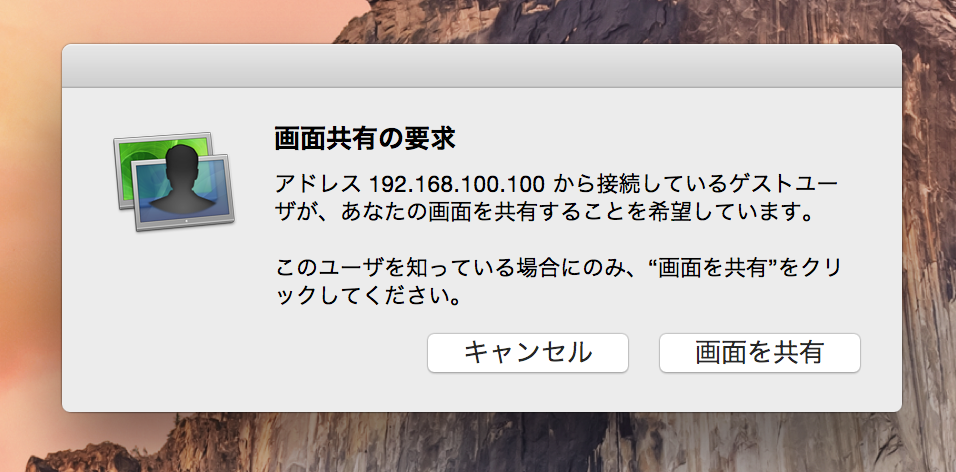 画面共有の要求
アドレス 192.168.100.100 から接続しているゲストユー
ザが、あなたの画面を共有することを希望しています。
このユーザを知っている場合にのみ、“画面を共有”をクリ
ックしてください。
キャンセル
画面を共有